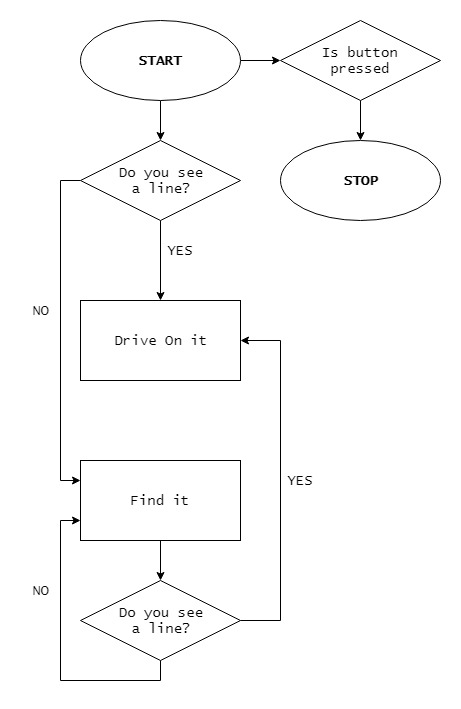 START
Is button
pressed
Do you see
a line?
STOP
YES
NO
Drive On it
YES
Find it
NO
Do you see
a line?